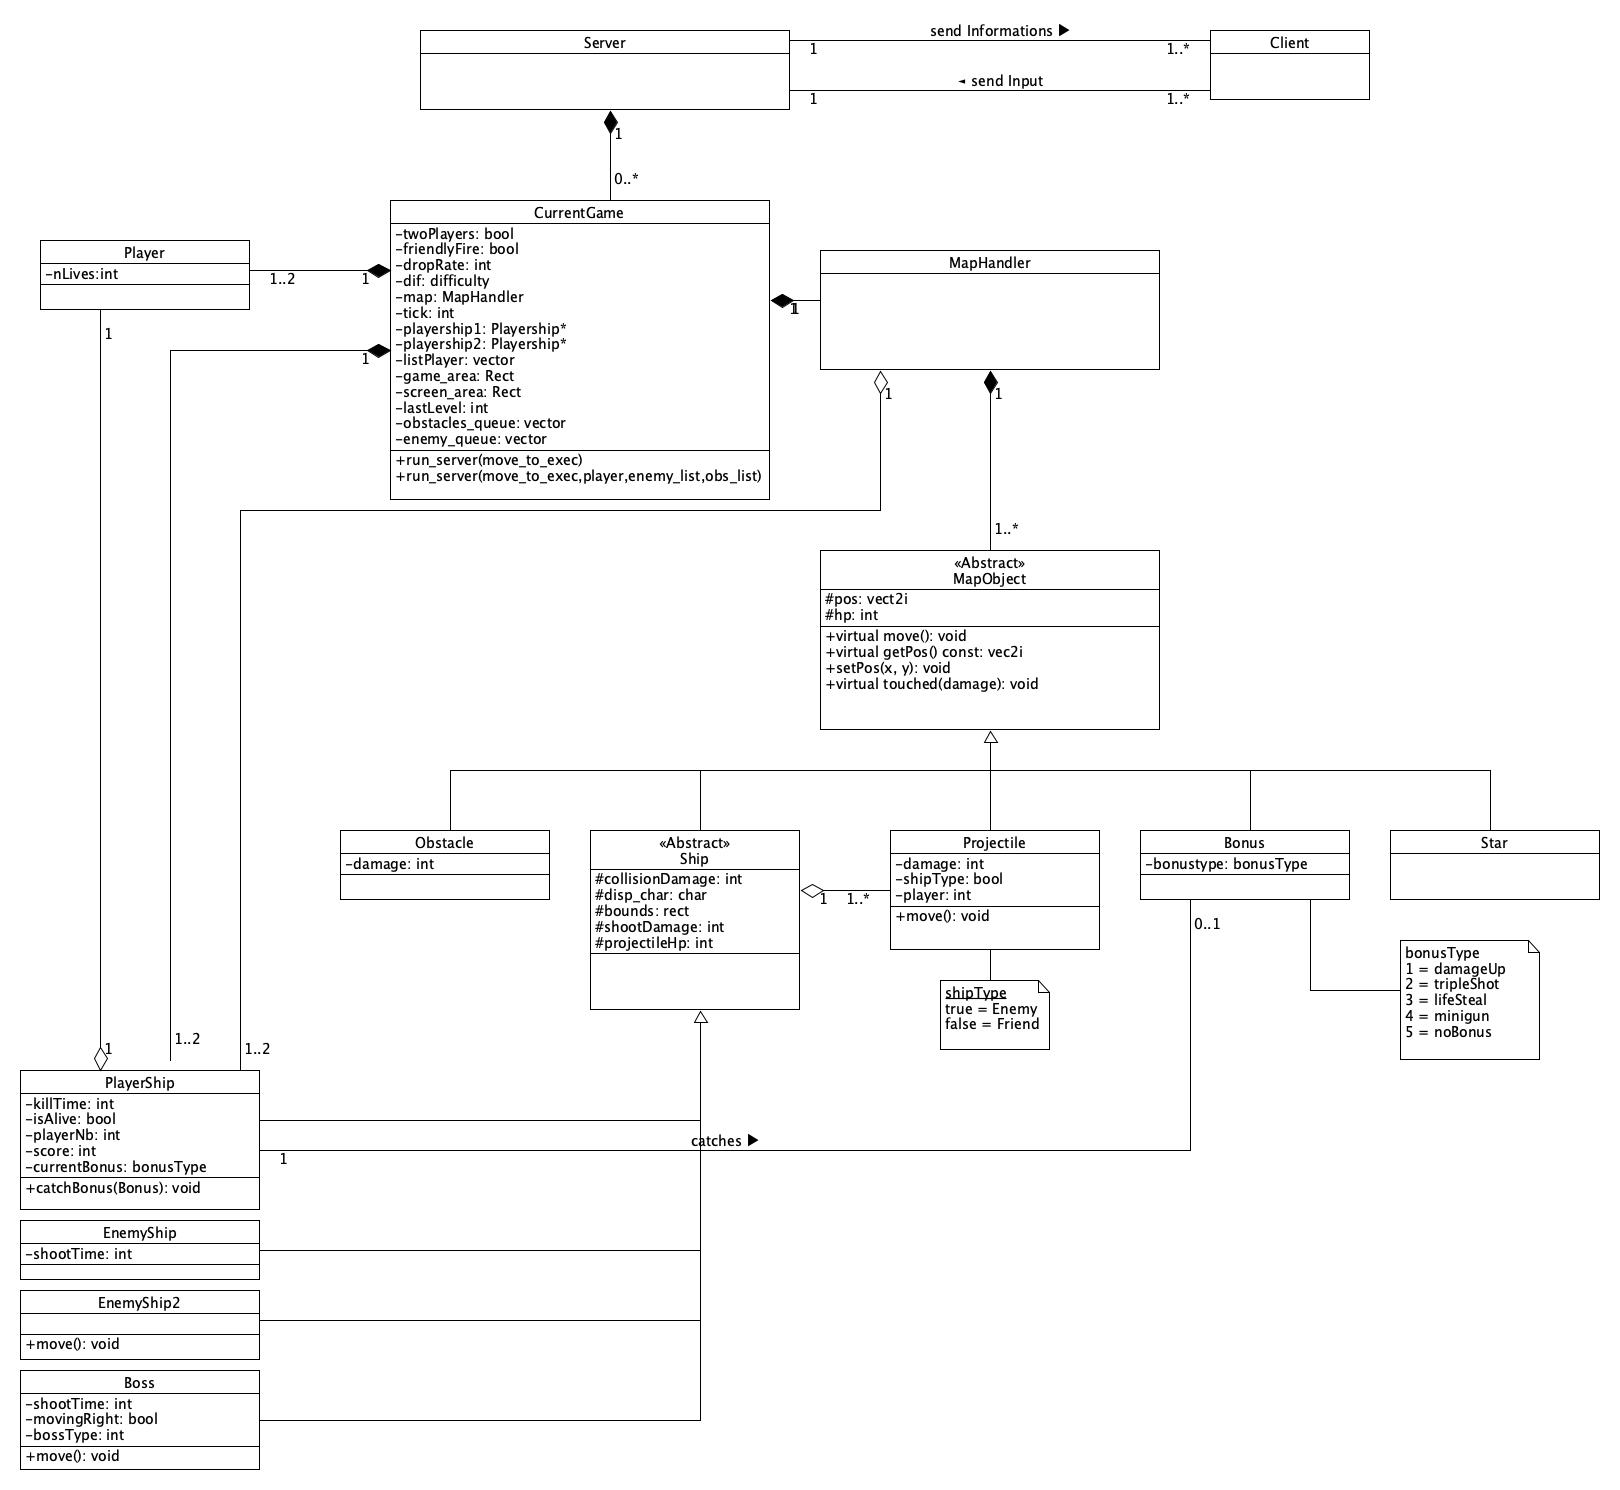 send Informations ▶
Server
Client
1
1..*
◄ send Input
1
1..*
1
0..*
CurrentGame
-twoPlayers: bool
-friendlyFire: bool
-dropRate: int
-dif: difficulty
-map: MapHandler
-tick: int
-playership1: Playership*
-playership2: Playership*
-listPlayer: vector
-game_area: Rect
-screen_area: Rect
-lastLevel: int
-obstacles_queue: vector
-enemy_queue: vector
+run_server(move_to_exec)
+run_server(move_to_exec,player,enemy_list,obs_list)
Player
-nLives:int
1..2
1
1
1
MapHandler
1
1
1
1
1..*
«Abstract»
MapObject
#pos: vect2i
#hp: int
+virtual move(): void
+virtual getPos() const: vec2i
+setPos(x, y): void
+virtual touched(damage): void
Obstacle
-damage: int
«Abstract»
Ship
#collisionDamage: int
#disp_char: char
#bounds: rect
#shootDamage: int
#projectileHp: int
1
1..*
Projectile
-damage: int
-shipType: bool
-player: int
+move(): void
Bonus
-bonustype: bonusType
Star
0..1
shipType
true = Enemy
false = Friend
bonusType
1 = damageUp
2 = tripleShot
3 = lifeSteal
4 = minigun
5 = noBonus
1
1..2
1..2
PlayerShip
-killTime: int
-isAlive: bool
-playerNb: int
-score: int
-currentBonus: bonusType
+catchBonus(Bonus): void
catches ▶
1
EnemyShip
-shootTime: int
EnemyShip2
+move(): void
Boss
-shootTime: int
-movingRight: bool
-bossType: int
+move(): void